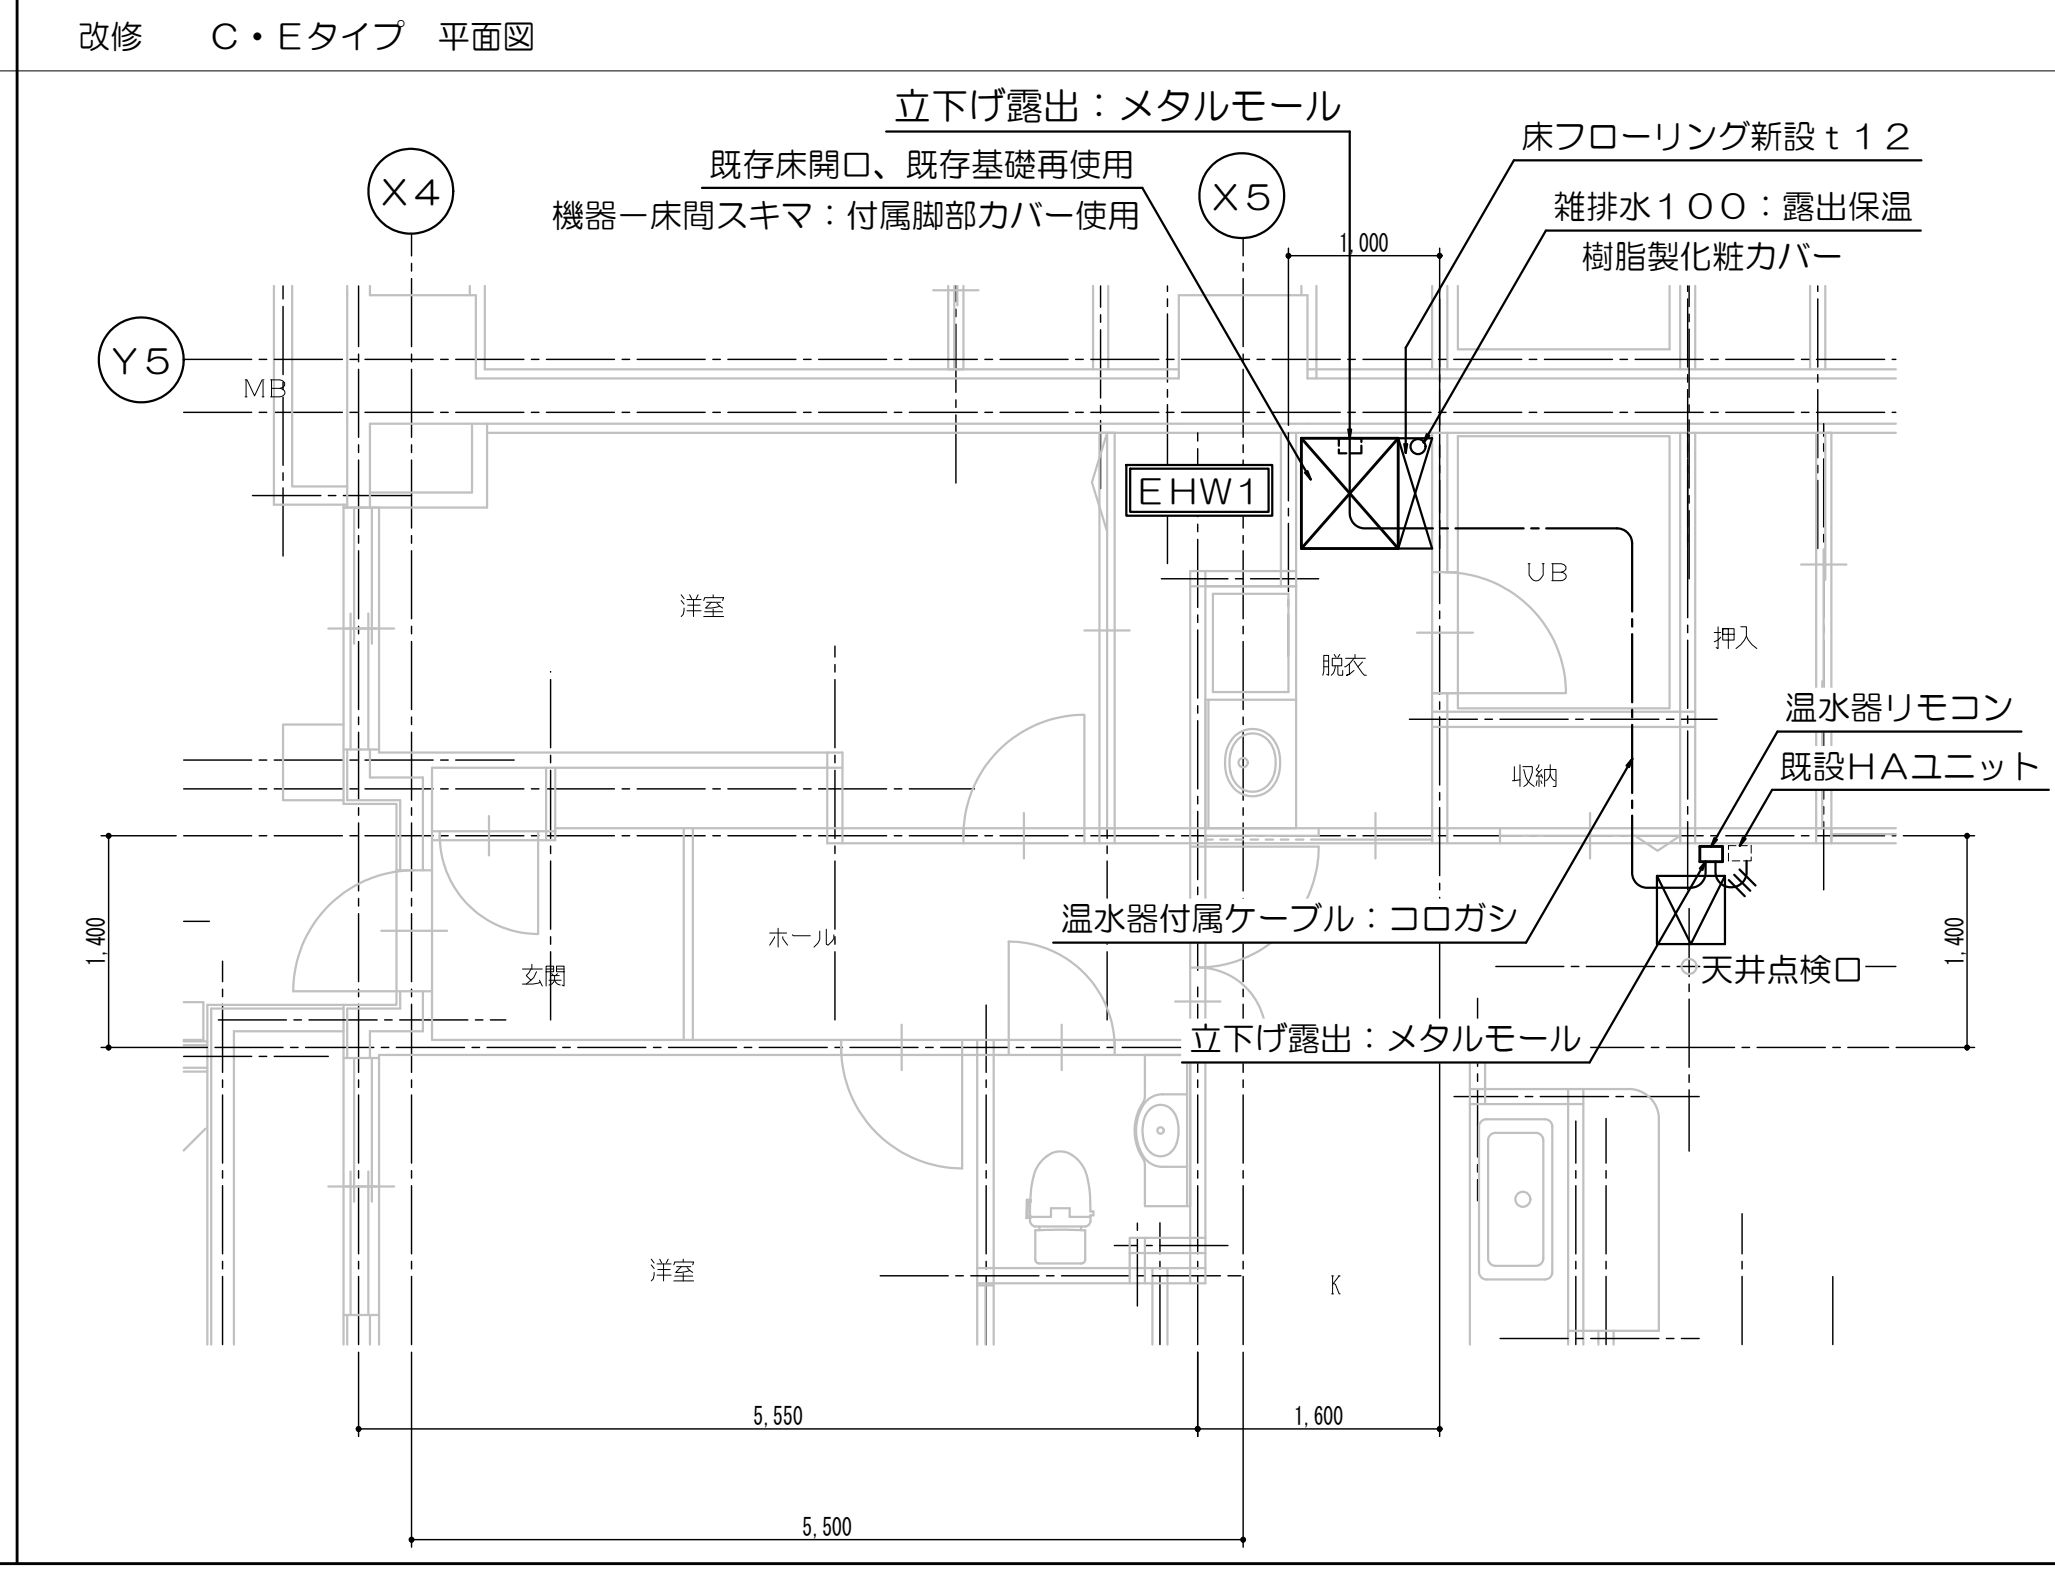 改修　Ｃ・Ｅタイプ　平面図
立下げ露出：メタルモール
床フローリング新設ｔ１２
既存床開口、既存基礎再使用
機器ー床間スキマ：付属脚部カバー使用
雑排水１００：露出保温
樹脂製化粧カバー
X4
X5
1,000
Y5
MB
EHW1
UB
洋室
脱衣
押入
温水器リモコン
既設HAユニット
収納
1,400
温水器付属ケーブル：コロガシ
ホール
玄関
天井点検口
1,400
立下げ露出：メタルモール
洋室
K
5,550
1,600
5,500